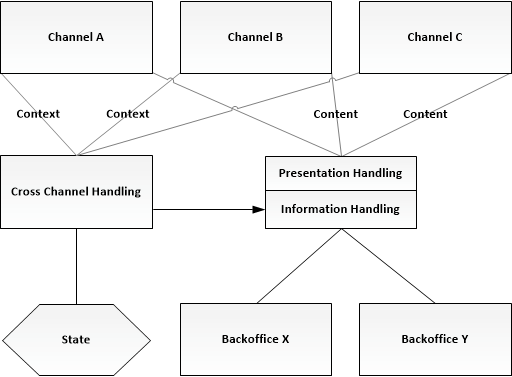 Channel A
Channel B
Channel C
Context
Context
Content
Content
Cross Channel Handling
Presentation Handling
Information Handling
State
Backoffice X
Backoffice Y